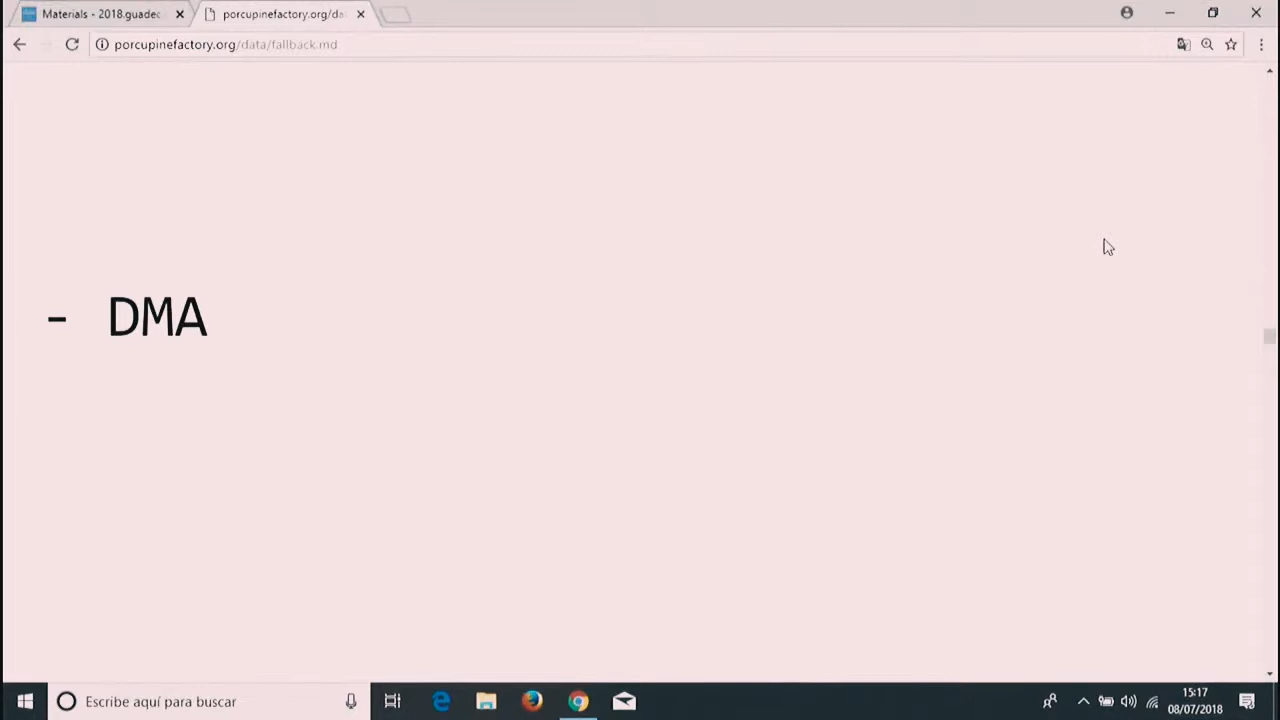 Materials - 2018.guadec
porcupinefactory.org/da
porcupinefactory.org/data/fallback.md
- DMA
Escribe aquí para buscar
15:17
08/07/2018